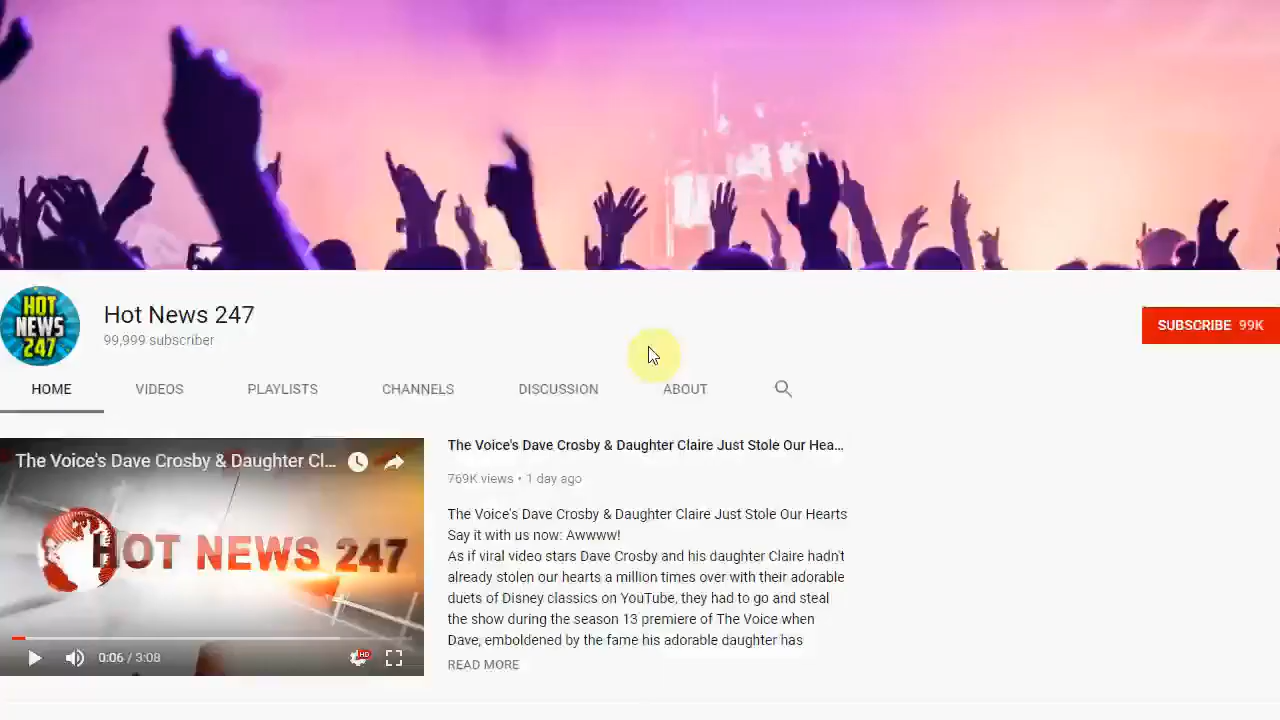 HOT
NEWS
247
Hot News 247
99,999 subscriber
SUBSCRIBE 99K
HOME VIDEOS PLAYLISTS CHANNELS DISCUSSION ABOUT
The Voice's Dave Crosby & Daughter Cl...
HOT NEWS 247
0:06 / 3:08
HD
The Voice's Dave Crosby & Daughter Claire Just Stole Our Hea...
769K views • 1 day ago
The Voice's Dave Crosby & Daughter Claire Just Stole Our Hearts
Say it with us now: Awwww!
As if viral video stars Dave Crosby and his daughter Claire hadn't
already stolen our hearts a million times over with their adorable
duets of Disney classics on YouTube, they had to go and steal
the show during the season 13 premiere of The Voice when
Dave, emboldened by the fame his adorable daughter has
READ MORE